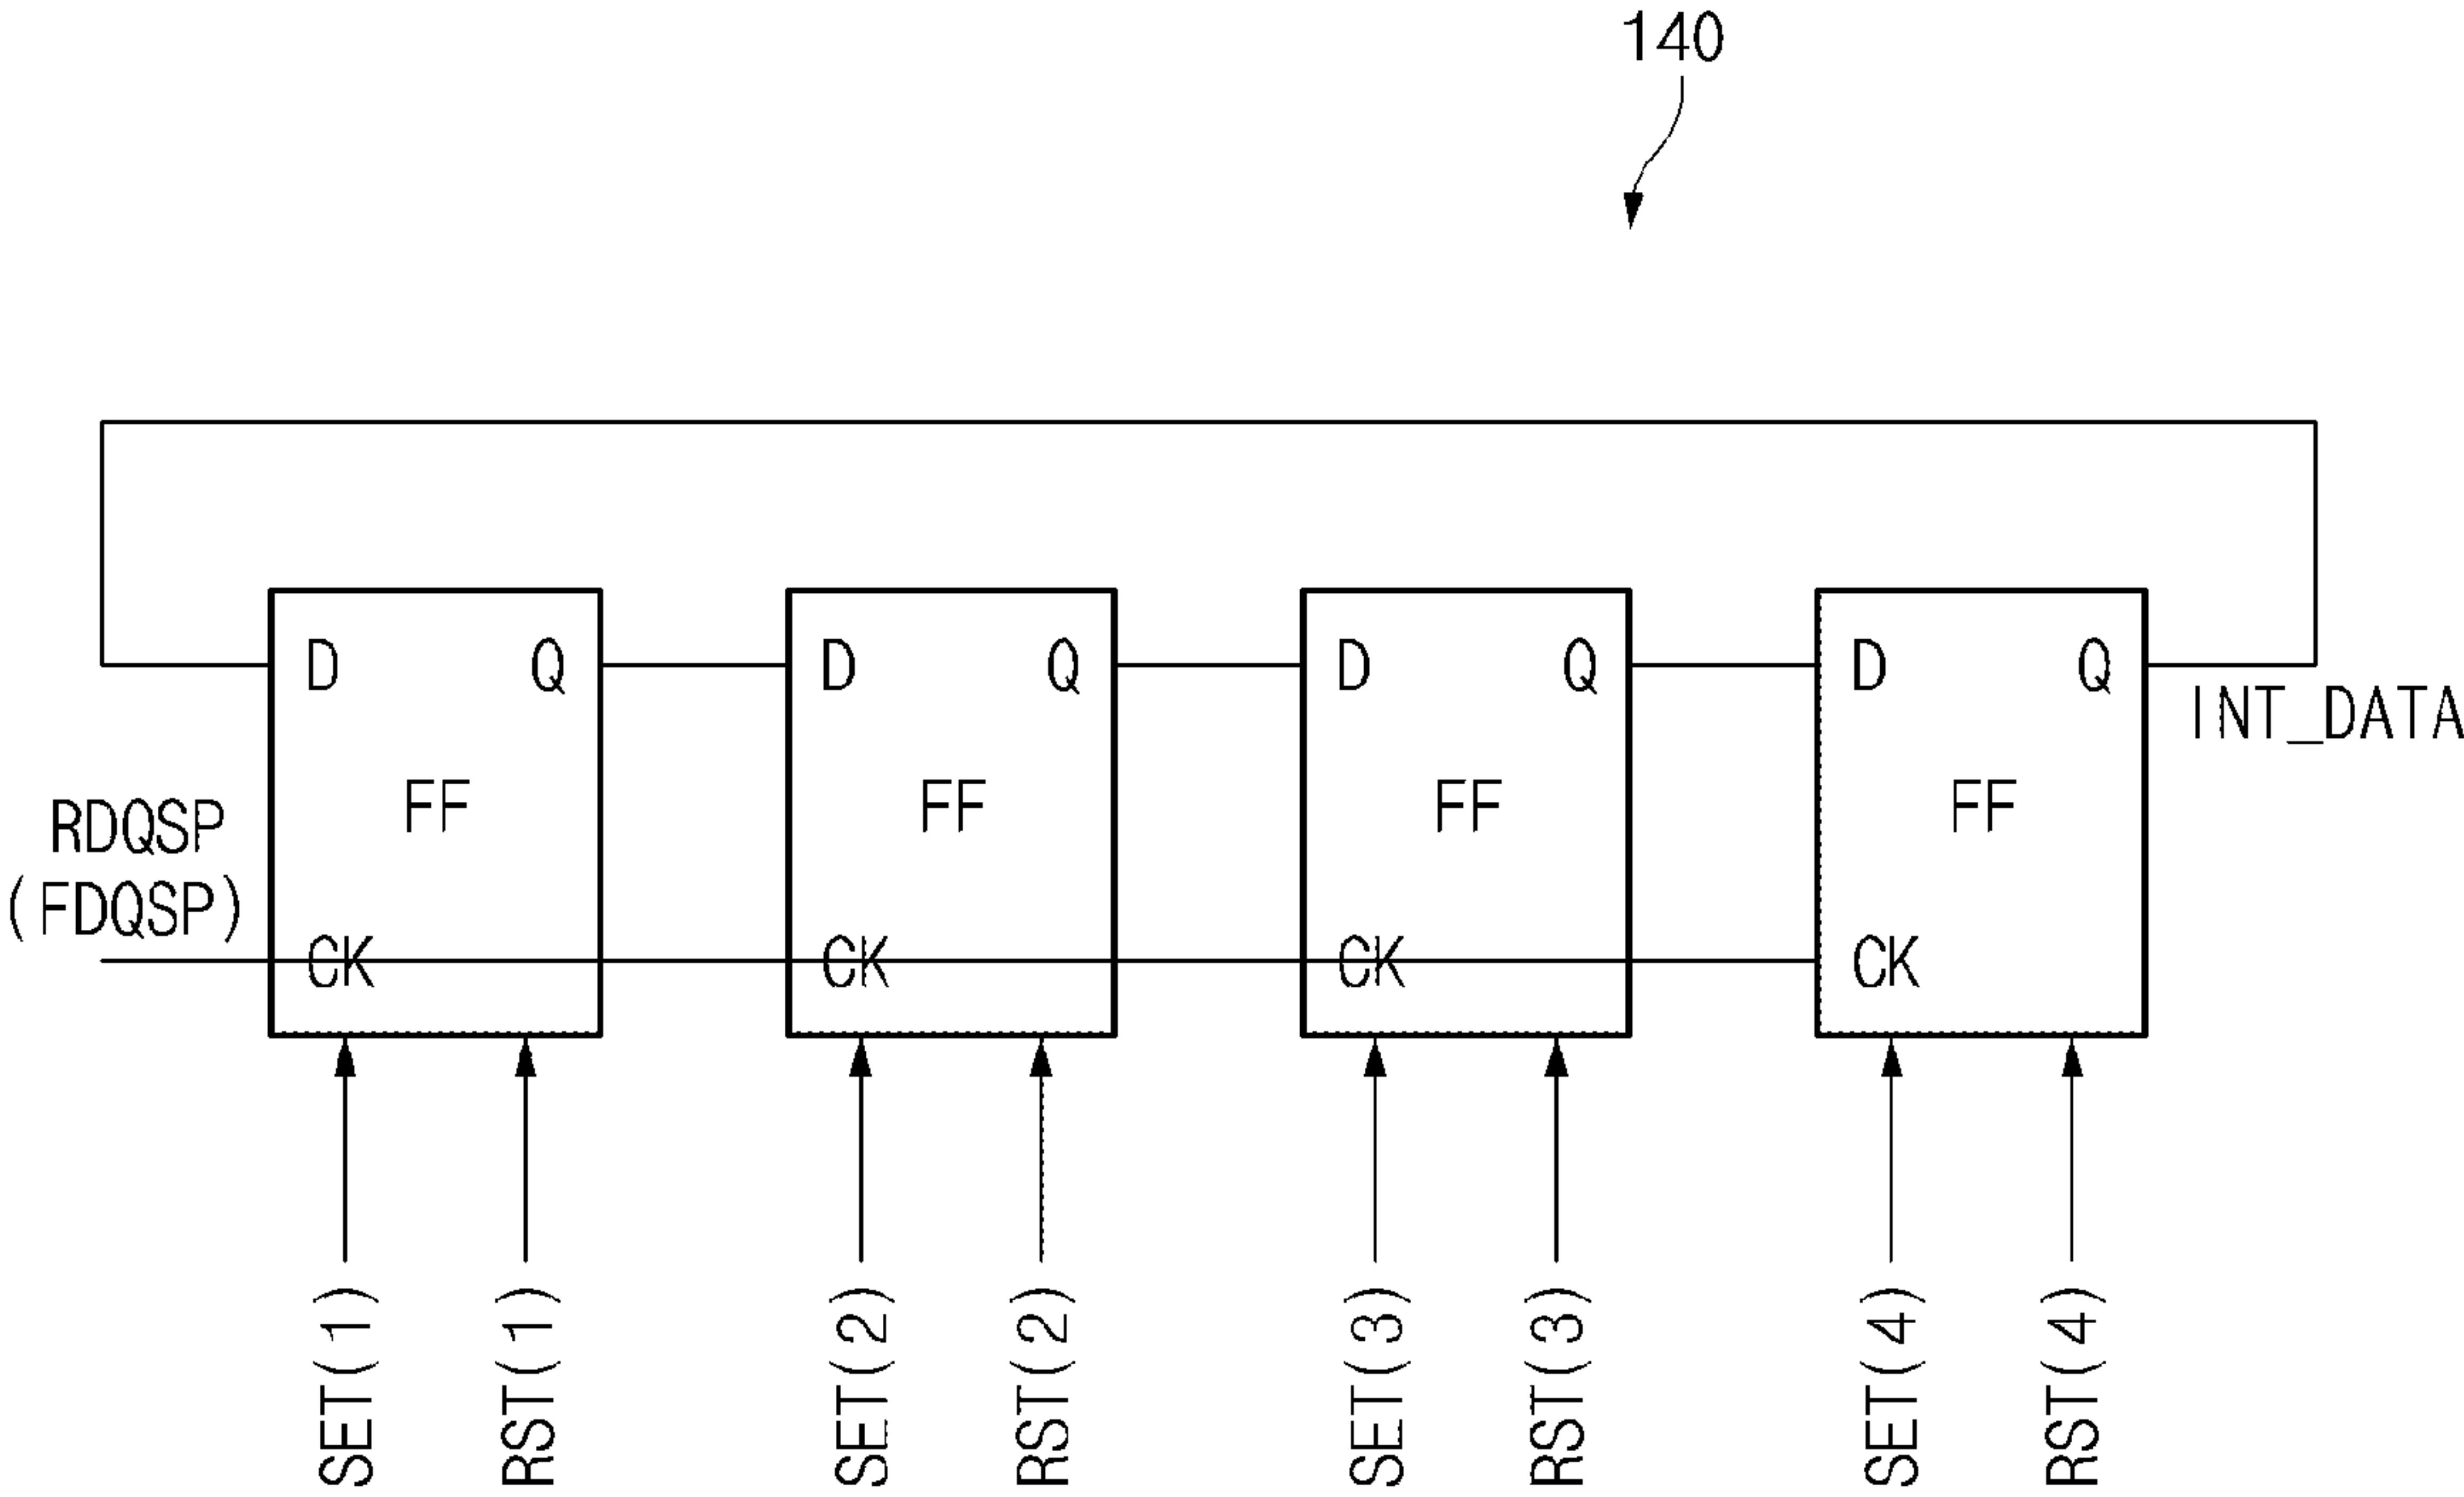 140
D Q D Q D Q D Q
INT_DATA
FF FF FF FF
RDQSP
(FDQSP)
CK CK CK CK
SET(1) RST(1) SET(2) RST(2) SET(3) RST(3) SET(4) RST(4)